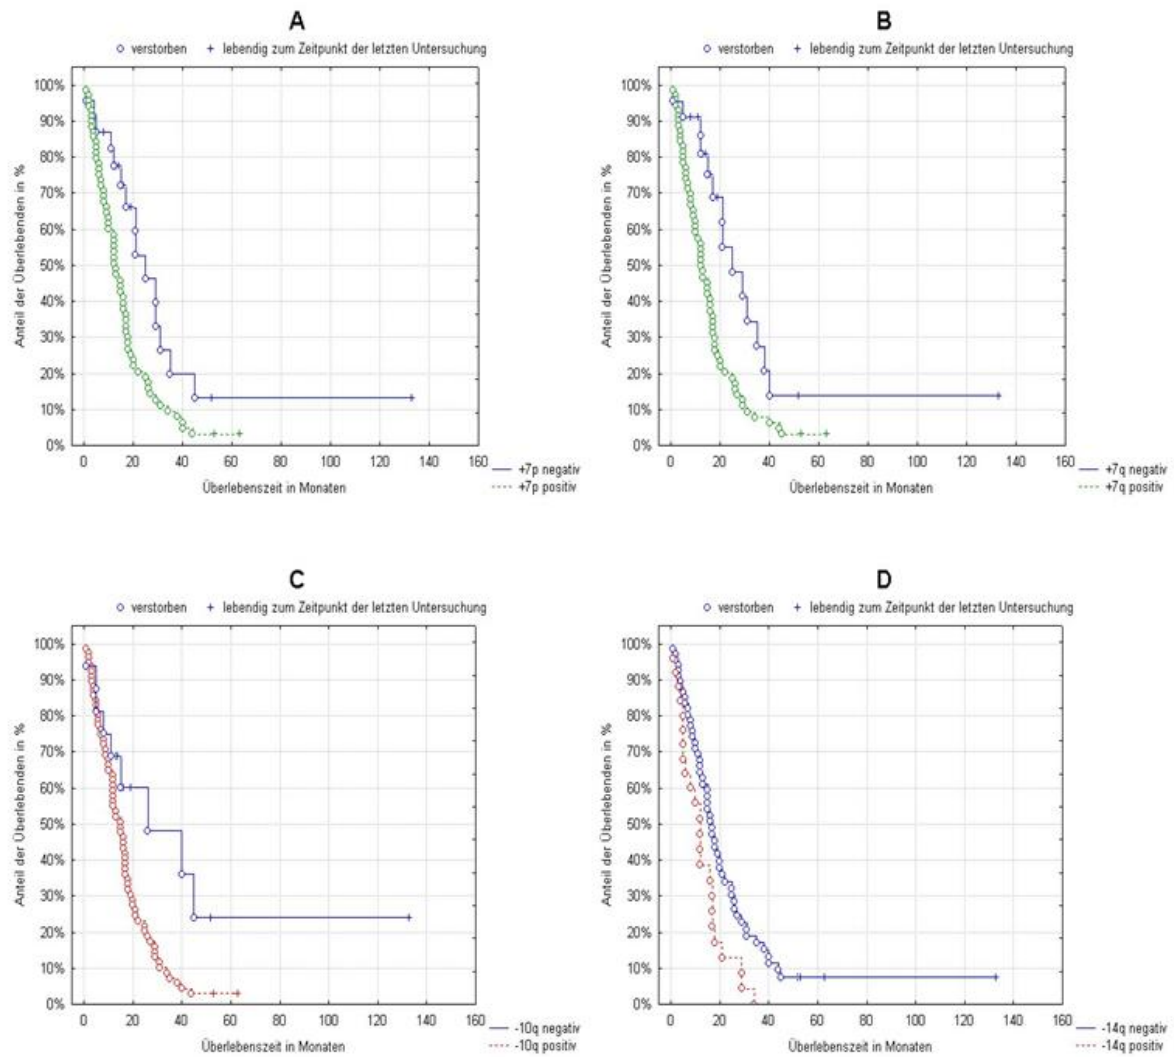 A
verstorben + lebendig zum Zeitpunkt der letzten Untersuchung
100%
90%
80%
70%
60%
50%
40%
30%
20%
10%
0%
Anteil der Überlebenden in %
0 20 40 60 80 100 120 140 160
Überlebenszeit in Monaten
+7p negativ
+7p positiv
B
verstorben + lebendig zum Zeitpunkt der letzten Untersuchung
100%
90%
80%
70%
60%
50%
40%
30%
20%
10%
0%
Anteil der Überlebenden in %
0 20 40 60 80 100 120 140 160
Überlebenszeit in Monaten
+7q negativ
+7q positiv
C
verstorben + lebendig zum Zeitpunkt der letzten Untersuchung
100%
90%
80%
70%
60%
50%
40%
30%
20%
10%
0%
Anteil der Überlebenden in %
0 20 40 60 80 100 120 140 160
Überlebenszeit in Monaten
-10q negativ
-10q positiv
D
verstorben + lebendig zum Zeitpunkt der letzten Untersuchung
100%
90%
80%
70%
60%
50%
40%
30%
20%
10%
0%
Anteil der Überlebenden in %
0 20 40 60 80 100 120 140 160
Überlebenszeit in Monaten
-14q negativ
-14q positiv